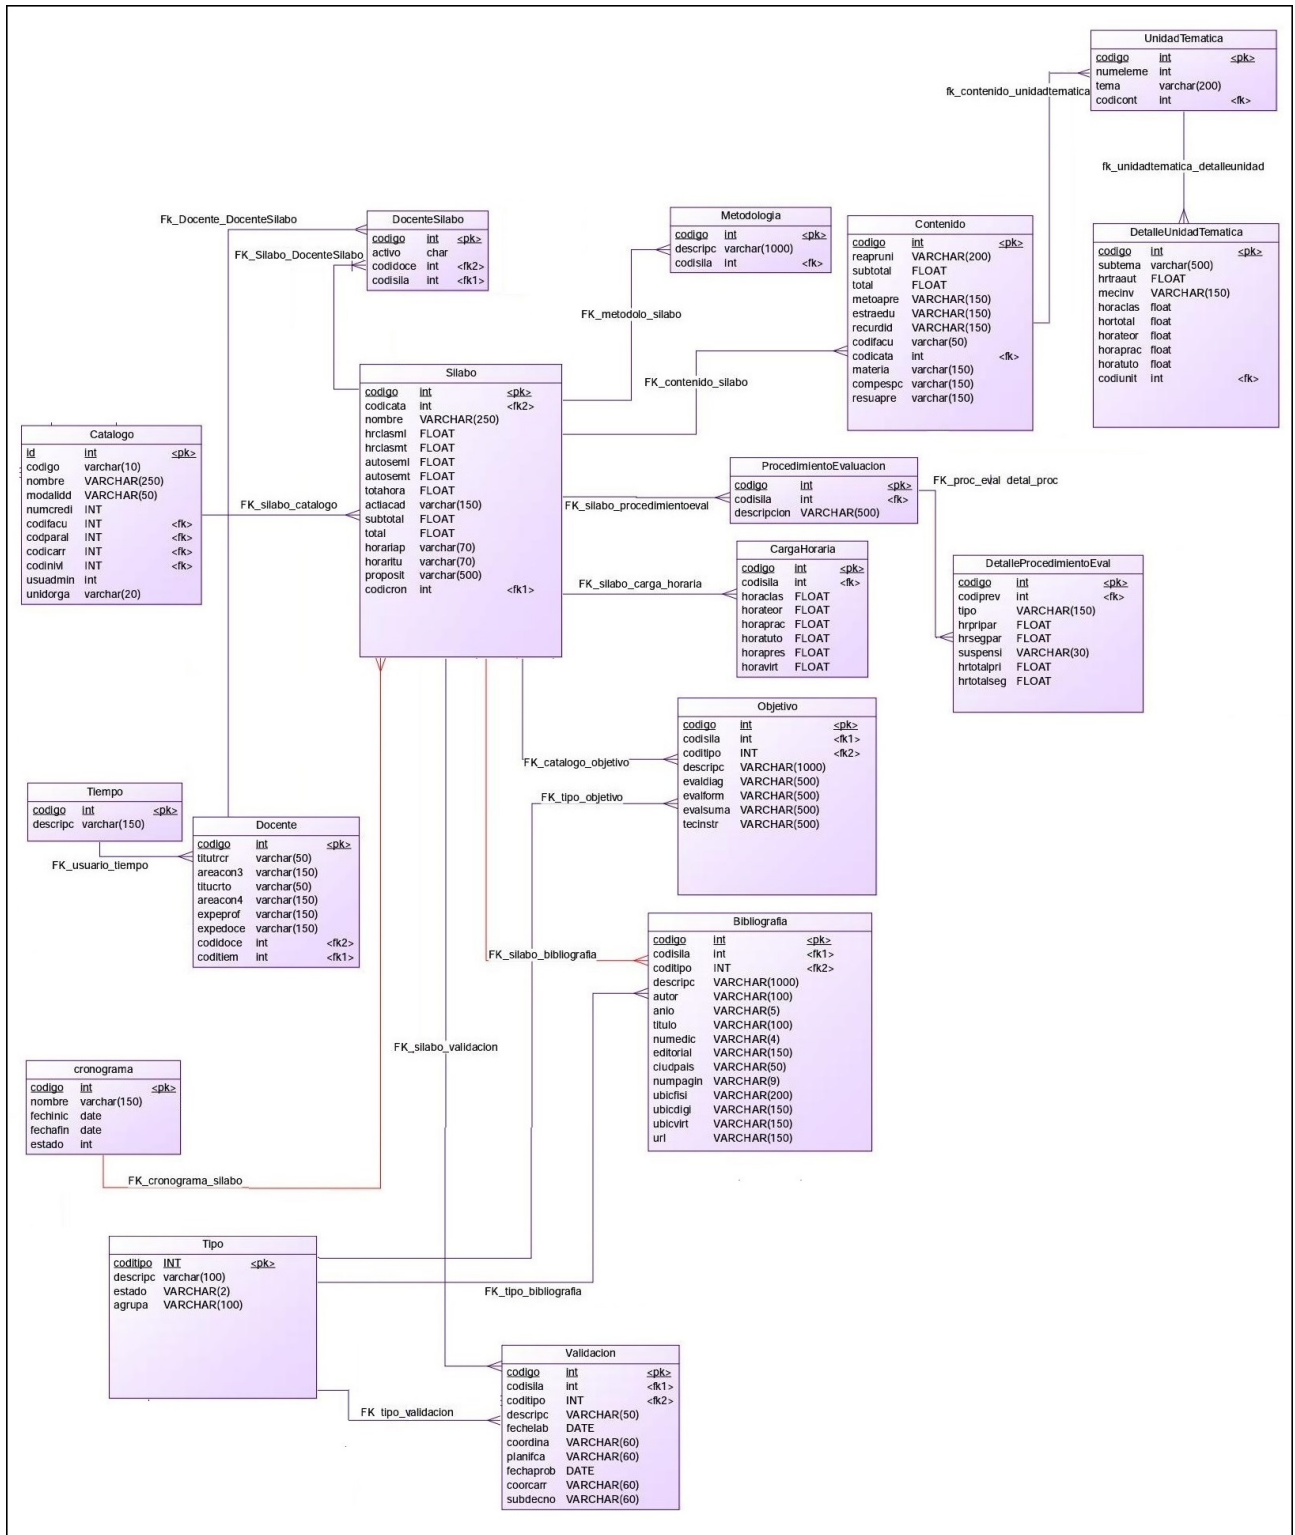 UnidadTematica
codigo int <pk>
numeleme int
tema varchar(200)
codicont int <fk>
fk_contenido_unidadtematica
fk_unidadtematica_detalleunidad
DetalleUnidadTematica
codigo int <pk>
subtema varchar(500)
hrtraaut FLOAT
mecinv VARCHAR(150)
horaclas float
hortotal float
horateor float
horaprac float
horatuto float
codiunit int <fk>
Fk_Docente_DocenteSilabo
DocenteSilabo
codigo int <pk>
activo char
codidoce int <fk2>
codisila int <fk1>
FK_Silabo_DocenteSilabo
Metodologia
codigo int <pk>
descripc varchar(1000)
codisila int <fk>
FK_metodolo_silabo
Contenido
codigo int <pk>
reapruni VARCHAR(200)
subtotal FLOAT
total FLOAT
metoapre VARCHAR(150)
estraedu VARCHAR(150)
recurdid VARCHAR(150)
codifacu varchar(50)
codicata int <fk>
materia varchar(150)
compespc varchar(150)
resuapre varchar(150)
FK_contenido_silabo
Silabo
codigo int <pk>
codicata int <fk2>
nombre VARCHAR(250)
hrclasml FLOAT
hrclasmt FLOAT
autoseml FLOAT
autosemt FLOAT
totahora FLOAT
actiacad varchar(150)
subtotal FLOAT
total FLOAT
horariap varchar(70)
horaritu varchar(70)
proposit varchar(500)
codicron int <fk1>
Catalogo
id int <pk>
codigo varchar(10)
nombre VARCHAR(250)
modalidd VARCHAR(50)
numcredi INT
codifacu INT <fk>
codparal INT <fk>
codicarr INT <fk>
codinivl INT <fk>
usuadmin int
unidorga varchar(20)
FK_silabo_catalogo
ProcedimientoEvaluacion
codigo int <pk>
codisila int <fk>
descripcion VARCHAR(500)
FK_silabo_procedimientoeval
FK_proc_eval detal_proc
CargaHoraria
codigo int <pk>
codisila int <fk>
horaclas FLOAT
horateor FLOAT
horaprac FLOAT
horatuto FLOAT
horapres FLOAT
horavirt FLOAT
FK_silabo_carga_horaria
DetalleProcedimientoEval
codigo int <pk>
codiprev int <fk>
tipo VARCHAR(150)
hrpripar FLOAT
hrsegpar FLOAT
suspensi VARCHAR(30)
hrtotalpri FLOAT
hrtotalseg FLOAT
Objetivo
codigo int <pk>
codisila int <fk1>
coditipo INT <fk2>
descripc VARCHAR(1000)
evaldiag VARCHAR(500)
evalform VARCHAR(500)
evalsuma VARCHAR(500)
tecinstr VARCHAR(500)
FK_catalogo_objetivo
FK_tipo_objetivo
Tiempo
codigo int <pk>
descripc varchar(150)
FK_usuario_tiempo
Docente
codigo int <pk>
titutrcr varchar(50)
areacon3 varchar(150)
titucrto varchar(50)
areacon4 varchar(150)
expeprof varchar(150)
expedoce varchar(150)
codidoce int <fk2>
coditiem int <fk1>
Bibliografia
codigo int <pk>
codisila int <fk1>
coditipo INT <fk2>
descripc VARCHAR(1000)
autor VARCHAR(100)
anio VARCHAR(5)
titulo VARCHAR(100)
numedic VARCHAR(4)
editorial VARCHAR(150)
ciudpais VARCHAR(50)
numpagin VARCHAR(9)
ubicfisi VARCHAR(200)
ubicdigi VARCHAR(150)
ubicvirt VARCHAR(150)
url VARCHAR(150)
FK_silabo_bibliografia
FK_silabo_validacion
cronograma
codigo int <pk>
nombre varchar(150)
fechinic date
fechafin date
estado int
FK_cronograma_silabo
Tipo
coditipo INT <pk>
descripc varchar(100)
estado VARCHAR(2)
agrupa VARCHAR(100)
FK_tipo_bibliografia
FK_tipo_validacion
Validacion
codigo int <pk>
codisila int <fk1>
coditipo INT <fk2>
descripc VARCHAR(50)
fechelab DATE
coordina VARCHAR(60)
planifca VARCHAR(60)
fechaprob DATE
coorcarr VARCHAR(60)
subdecno VARCHAR(60)